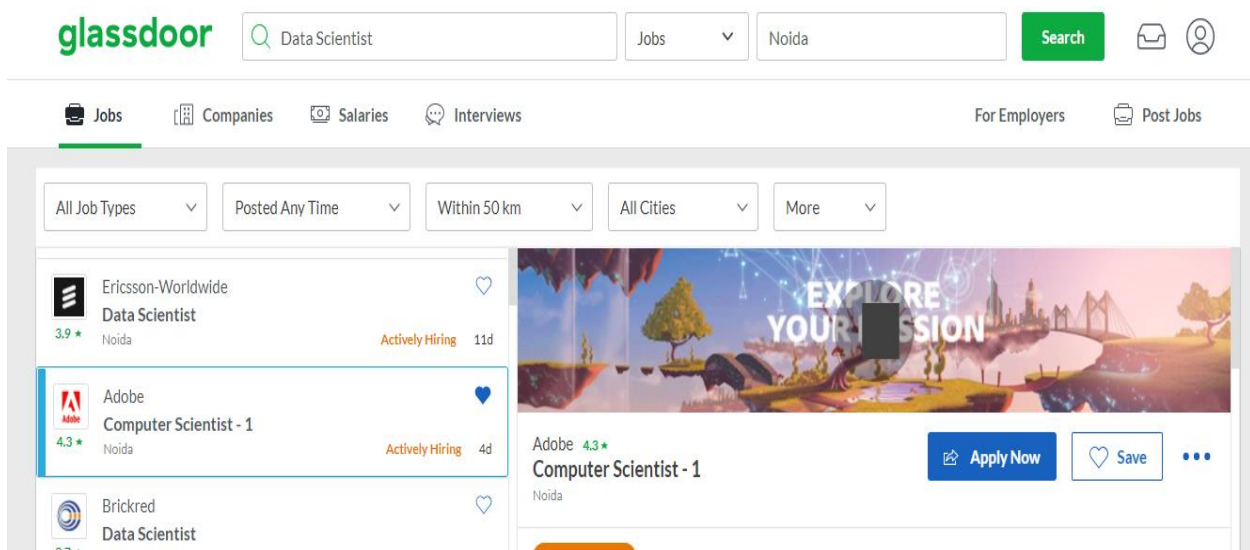 glassdoor
Data Scientist
Jobs
Noida
Search
Jobs
Companies
Salaries
Interviews
For Employers
Post Jobs
All Job Types
Posted Any Time
Within 50 km
All Cities
More
Ericsson-Worldwide
Data Scientist
3.9 ★
Noida
Actively Hiring
11d
Adobe
Adobe
Computer Scientist - 1
4.3 ★
Noida
Actively Hiring
4d
Brickred
Data Scientist
EXPLORE
YOUR
Adobe 4.3 ★
Computer Scientist - 1
Noida
Apply Now
Save